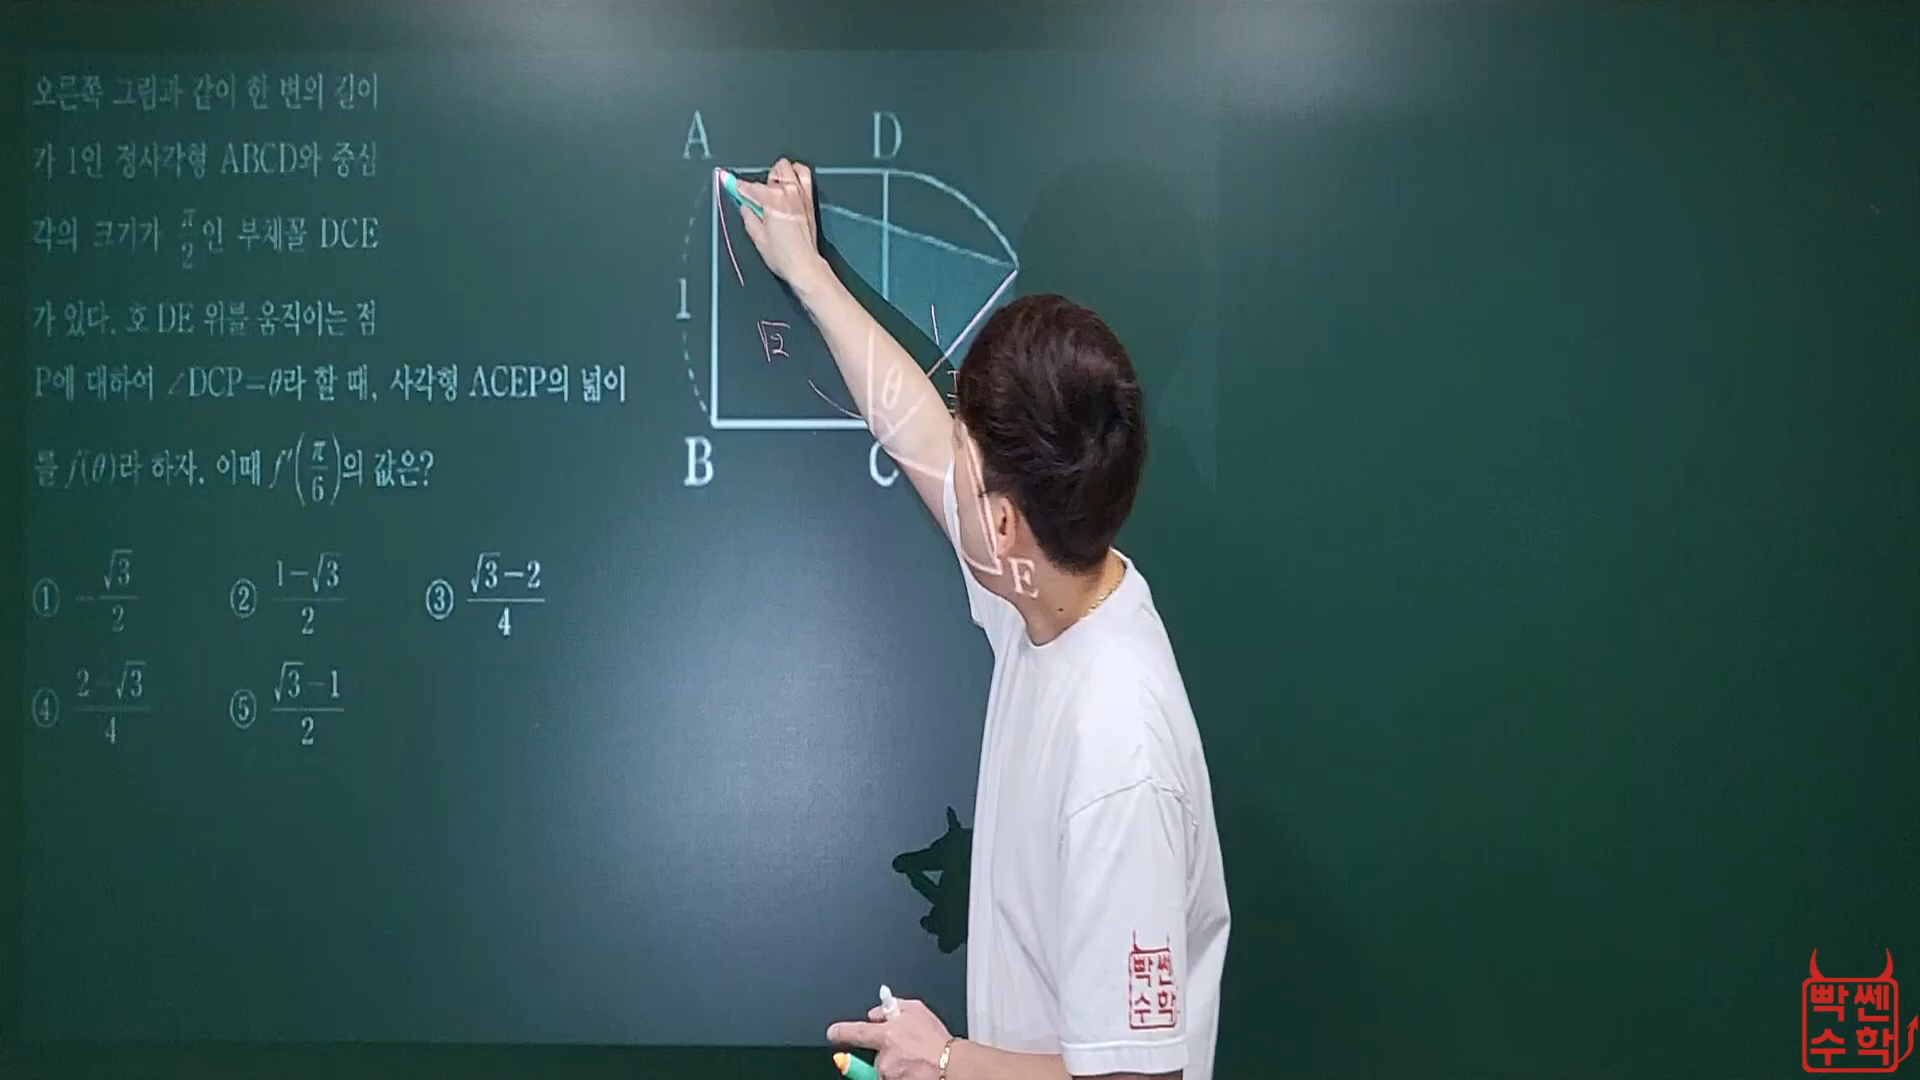 오른쪽 그림과 같이 한 변의 길이
가 1인 정사각형 ABCD와 중심
각의 크기가 π/2인 부채꼴 DCE
가 있다. 호 DE 위를 움직이는 점
P에 대하여 ∠DCP=θ라 할 때, 사각형 ACEP의 넓이
를 f(θ)라 하자. 이때 f′(π/6)의 값은?
① -√3/2 ② (1-√3)/2 ③ (√3-2)/4
④ (2-√3)/4 ⑤ (√3-1)/2
A D
1
√2 1
θ
B C
E
빡쎈
수학
빡쎈
수학